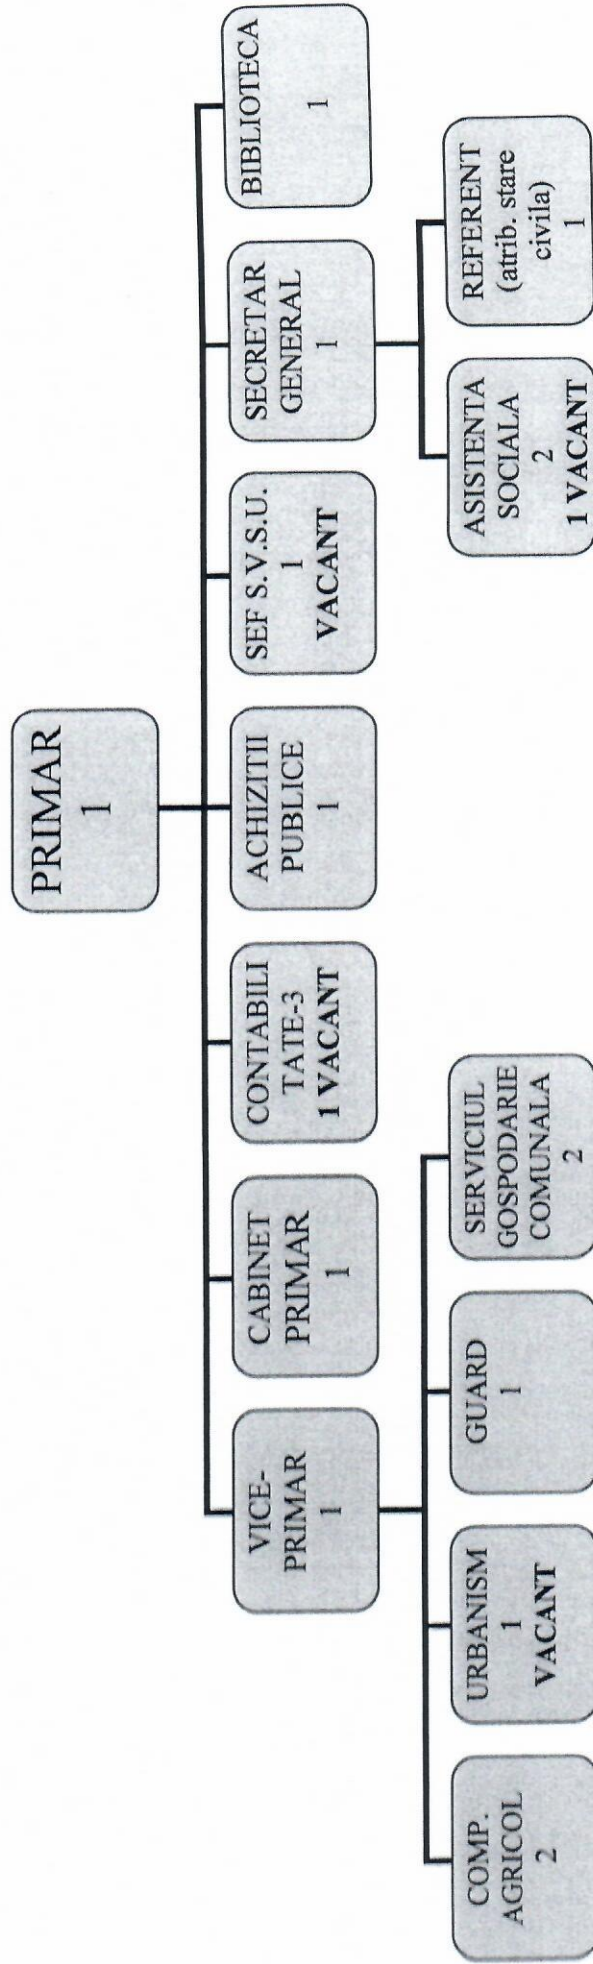 PRIMAR
1
VICE-
PRIMAR
1
CABINET
PRIMAR
1
CONTABILI
TATE-3
1 VACANT
ACHIZITII
PUBLICE
1
SEF S.V.S.U.
1
VACANT
SECRETAR
GENERAL
1
BIBLIOTECA
1
COMP.
AGRICOL
2
URBANISM
1
VACANT
GUARD
1
SERVICIUL
GOSPODARIE
COMUNALA
2
ASISTENTA
SOCIALA
2
1 VACANT
REFERENT
(atrib. stare
civila)
1